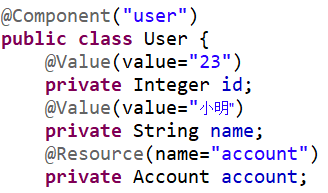 @Component("user")
public class User {
@Value(value="23")
private Integer id;
@Value(value="小明")
private String name;
@Resource(name="account")
private Account account;